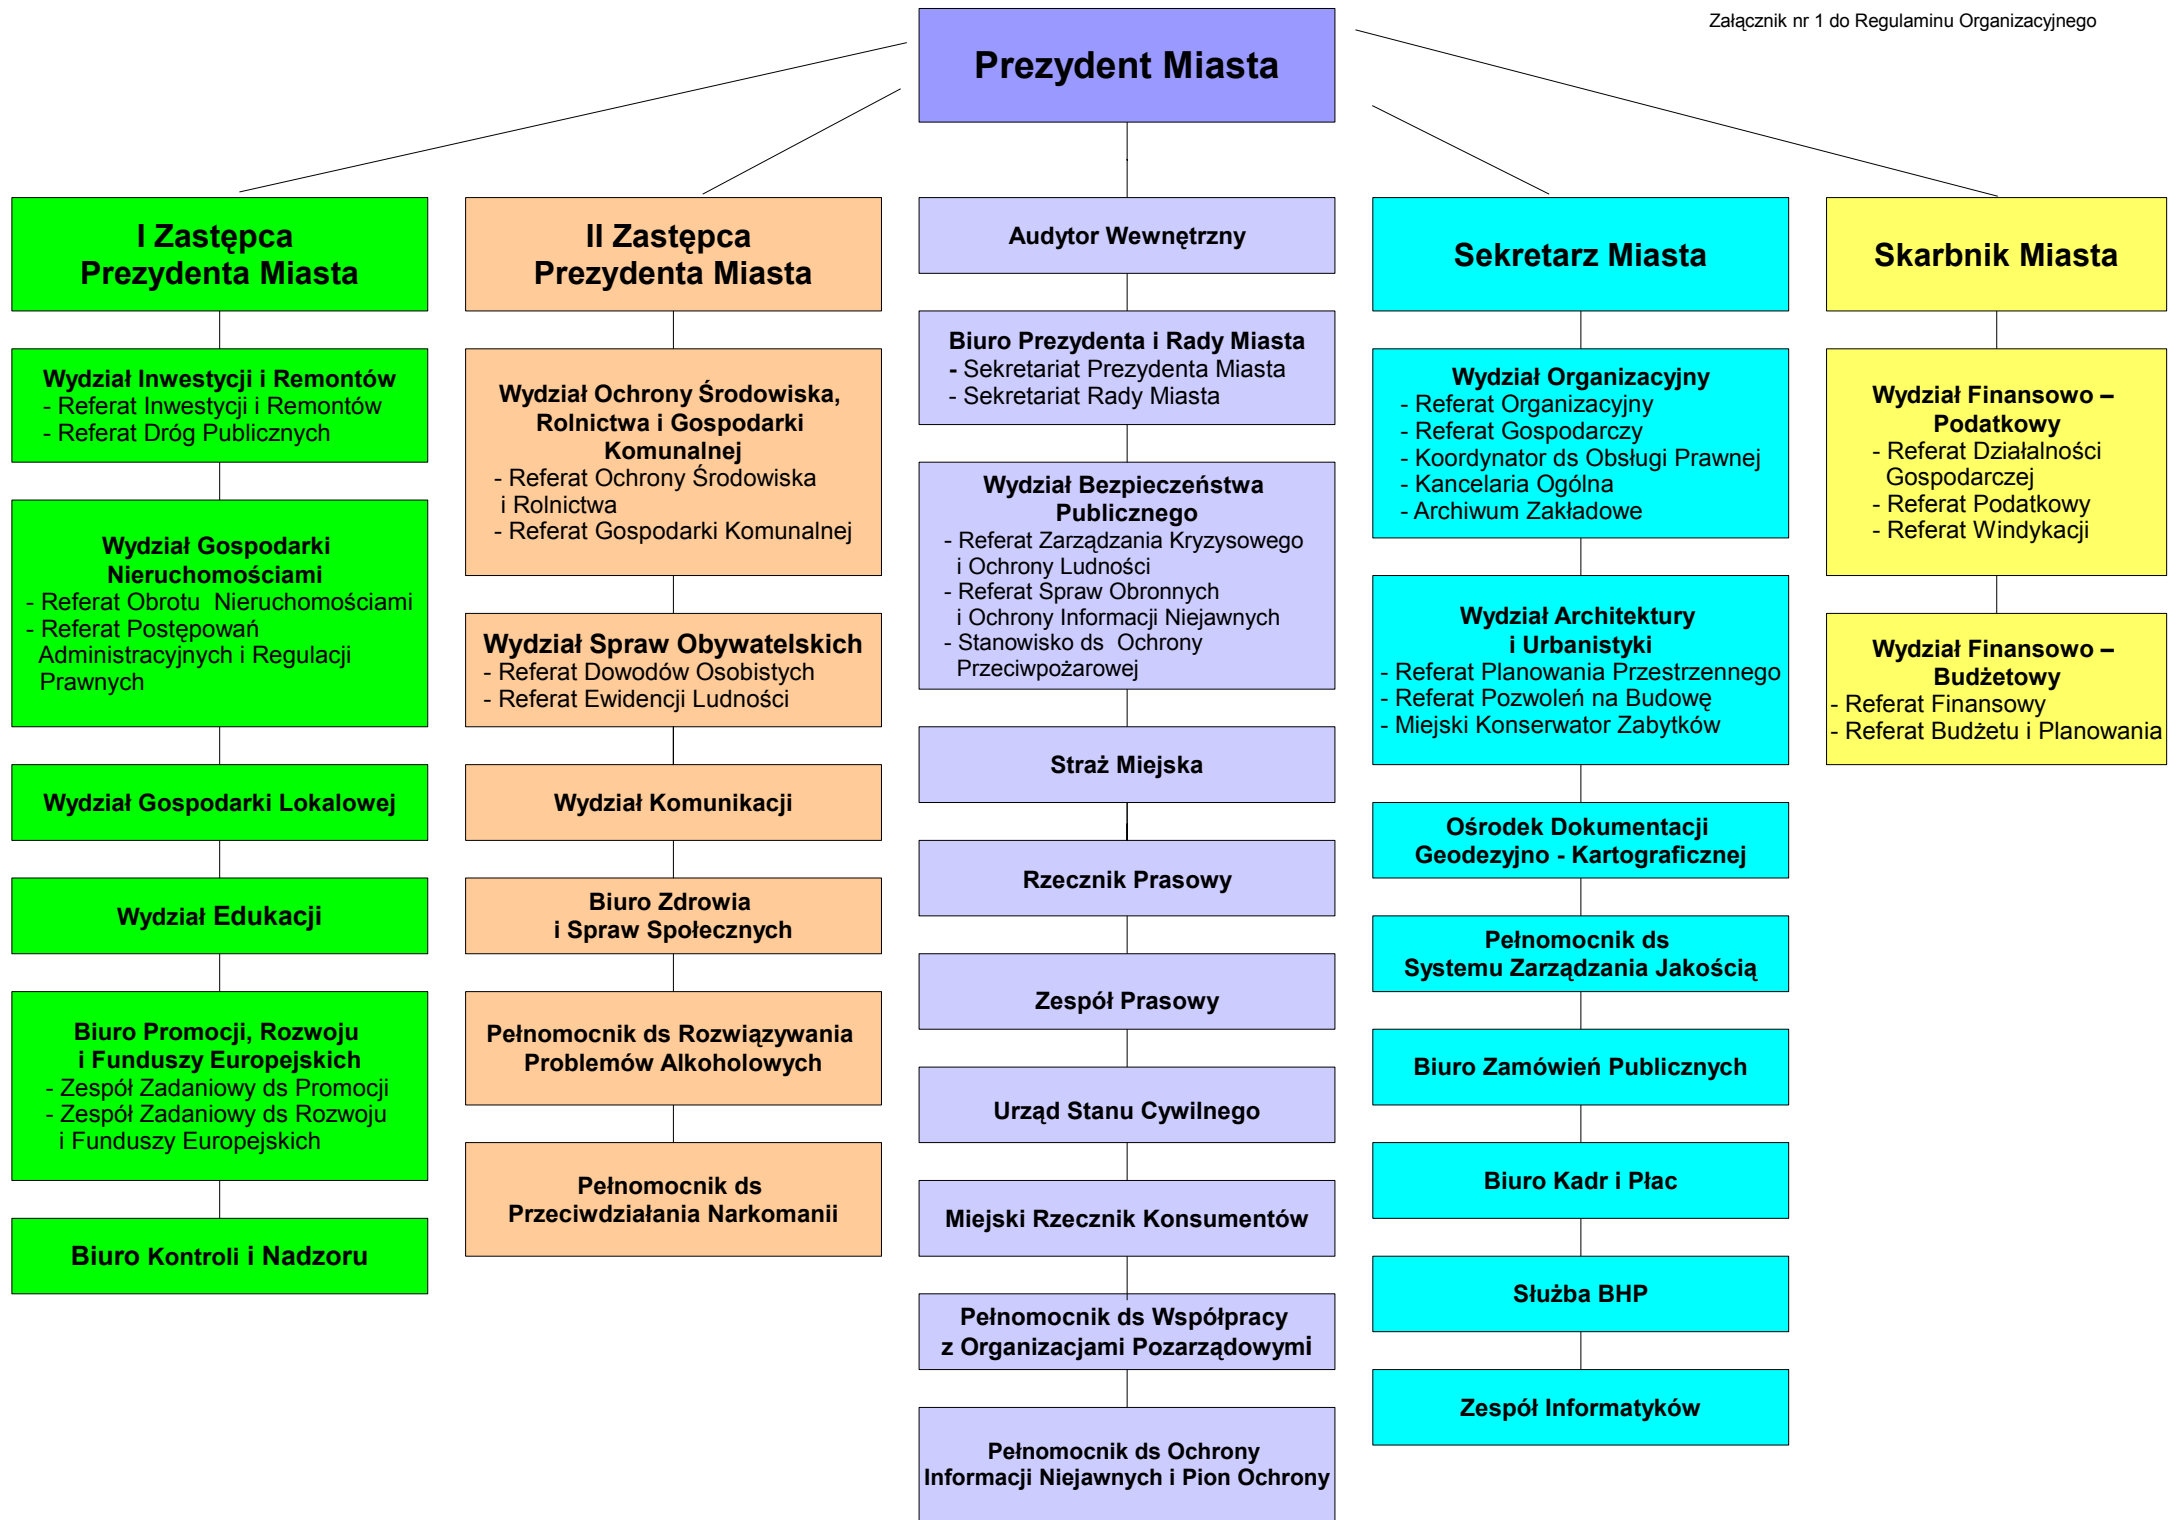 Załącznik nr 1 do Regulaminu Organizacyjnego
Prezydent Miasta
I Zastępca
Prezydenta Miasta
Wydział Inwestycji i Remontów
- Referat Inwestycji i Remontów
- Referat Dróg Publicznych
Wydział Gospodarki
Nieruchomościami
- Referat Obrotu Nieruchomościami
- Referat Postępowań
Administracyjnych i Regulacji
Prawnych
Wydział Gospodarki Lokalowej
Wydział Edukacji
Biuro Promocji, Rozwoju
i Funduszy Europejskich
- Zespół Zadaniowy ds Promocji
- Zespół Zadaniowy ds Rozwoju
i Funduszy Europejskich
Biuro Kontroli i Nadzoru
II Zastępca
Prezydenta Miasta
Wydział Ochrony Środowiska,
Rolnictwa i Gospodarki
Komunalnej
- Referat Ochrony Środowiska
i Rolnictwa
- Referat Gospodarki Komunalnej
Wydział Spraw Obywatelskich
- Referat Dowodów Osobistych
- Referat Ewidencji Ludności
Wydział Komunikacji
Biuro Zdrowia
i Spraw Społecznych
Pełnomocnik ds Rozwiązywania
Problemów Alkoholowych
Pełnomocnik ds
Przeciwdziałania Narkomanii
Audytor Wewnętrzny
Biuro Prezydenta i Rady Miasta
- Sekretariat Prezydenta Miasta
- Sekretariat Rady Miasta
Wydział Bezpieczeństwa
Publicznego
- Referat Zarządzania Kryzysowego
i Ochrony Ludności
- Referat Spraw Obronnych
i Ochrony Informacji Niejawnych
- Stanowisko ds Ochrony
Przeciwpożarowej
Straż Miejska
Rzecznik Prasowy
Zespół Prasowy
Urząd Stanu Cywilnego
Miejski Rzecznik Konsumentów
Pełnomocnik ds Współpracy
z Organizacjami Pozarządowymi
Pełnomocnik ds Ochrony
Informacji Niejawnych i Pion Ochrony
Sekretarz Miasta
Wydział Organizacyjny
- Referat Organizacyjny
- Referat Gospodarczy
- Koordynator ds Obsługi Prawnej
- Kancelaria Ogólna
- Archiwum Zakładowe
Wydział Architektury
i Urbanistyki
- Referat Planowania Przestrzennego
- Referat Pozwoleń na Budowę
- Miejski Konserwator Zabytków
Ośrodek Dokumentacji
Geodezyjno - Kartograficznej
Pełnomocnik ds
Systemu Zarządzania Jakością
Biuro Zamówień Publicznych
Biuro Kadr i Płac
Służba BHP
Zespół Informatyków
Skarbnik Miasta
Wydział Finansowo –
Podatkowy
- Referat Działalności
Gospodarczej
- Referat Podatkowy
- Referat Windykacji
Wydział Finansowo –
Budżetowy
- Referat Finansowy
- Referat Budżetu i Planowania